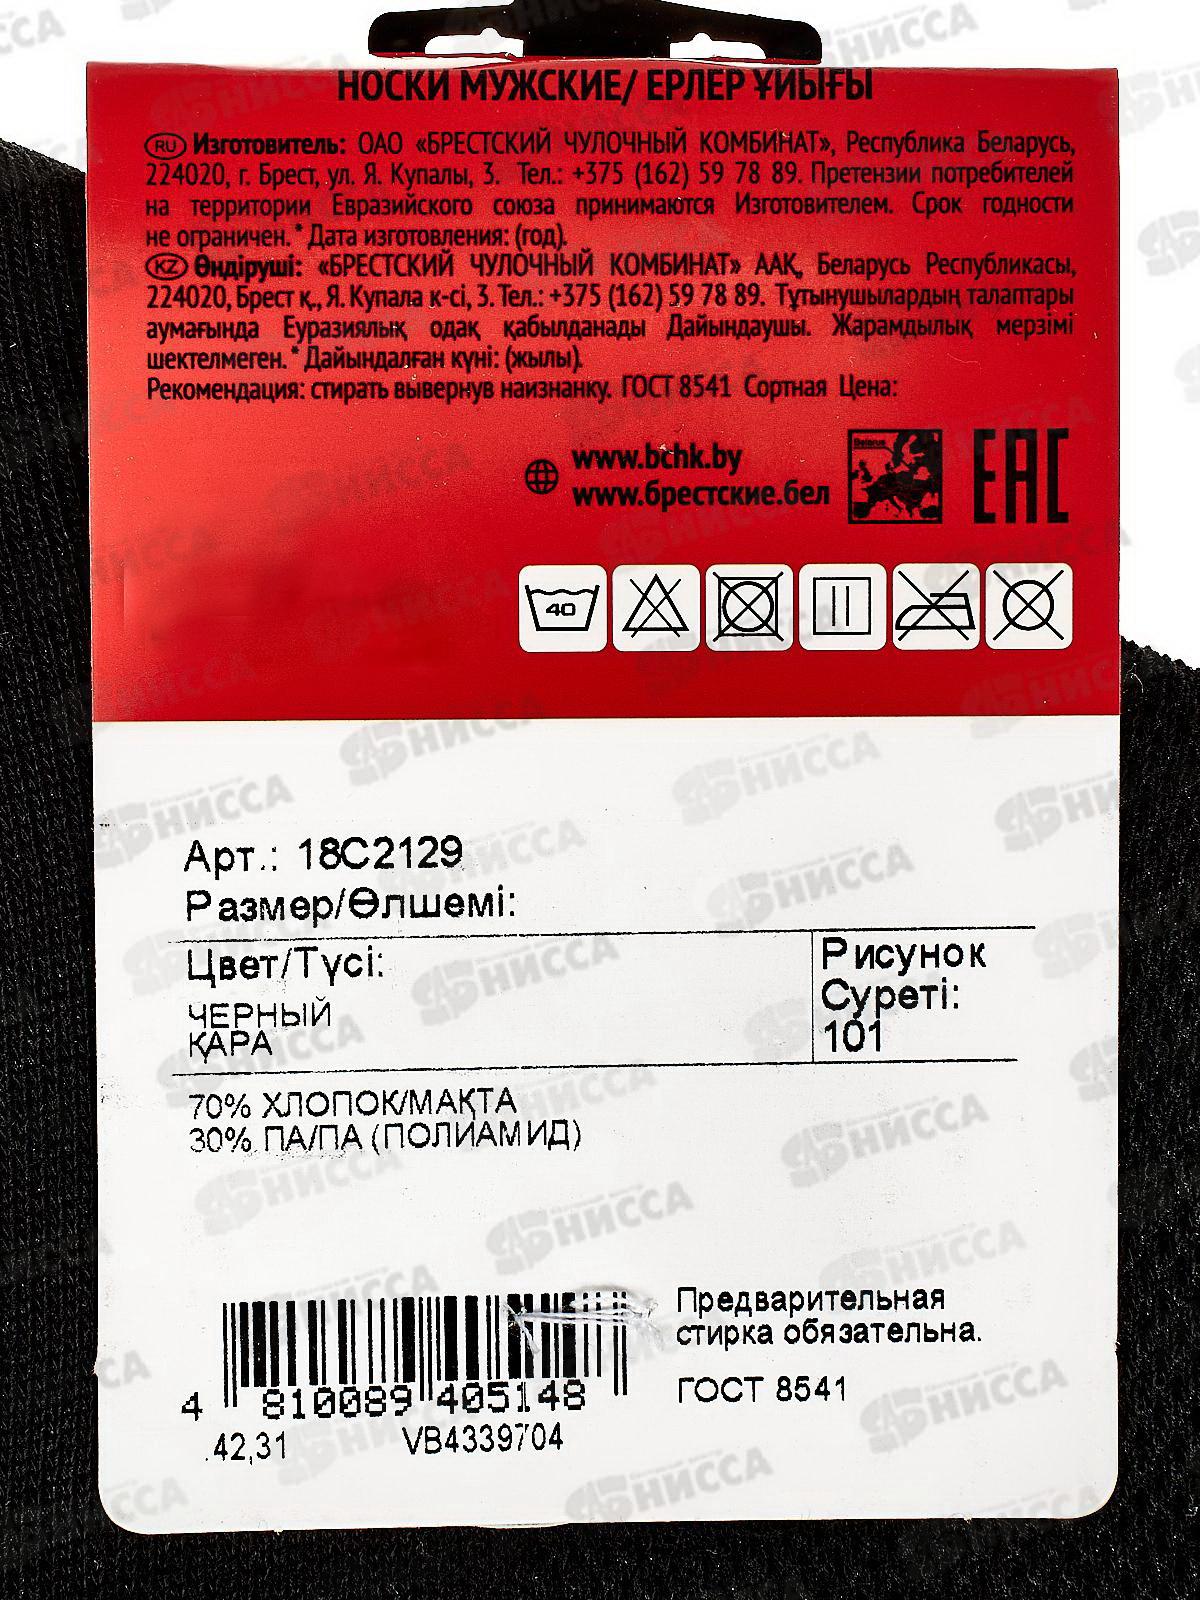 НОСКИ МУЖСКИЕ/ ЕРЛЕР ҰЙЫҒЫ
RU Изготовитель: ОАО «БРЕСТСКИЙ ЧУЛОЧНЫЙ КОМБИНАТ», Республика Беларусь,
224020, г. Брест, ул. Я. Купалы, 3. Тел.: +375 (162) 59 78 89. Претензии потребителей
на территории Евразийского союза принимаются Изготовителем. Срок годности
не ограничен.* Дата изготовления: (год).
KZ Өндіруші: «БРЕСТСКИЙ ЧУЛОЧНЫЙ КОМБИНАТ» ААҚ, Беларусь Республикасы,
224020, Брест қ., Я. Купала к-сі, 3. Тел.: +375 (162) 59 78 89. Тұтынушылардың талаптары
аумағында Еуразиялық одақ қабылданады Дайындаушы. Жарамдылық мерзімі
шектелмеген.* Дайындалған күні: (жылы).
Рекомендация: стирать вывернув наизнанку. ГОСТ 8541 Сортная Цена:
www.bchk.by
www.брестские.бел
Belarus
EAC
40
Арт.: 18С2129
Размер/Өлшемі:
Цвет/Түсі:
ЧЕРНЫЙ
ҚАРА
Рисунок
Суреті:
101
70% ХЛОПОК/МАҚТА
30% ПА/ПА (ПОЛИАМИД)
Предварительная
стирка обязательна.
ГОСТ 8541
4 810089 405148
42,31 VB4339704
НИССА